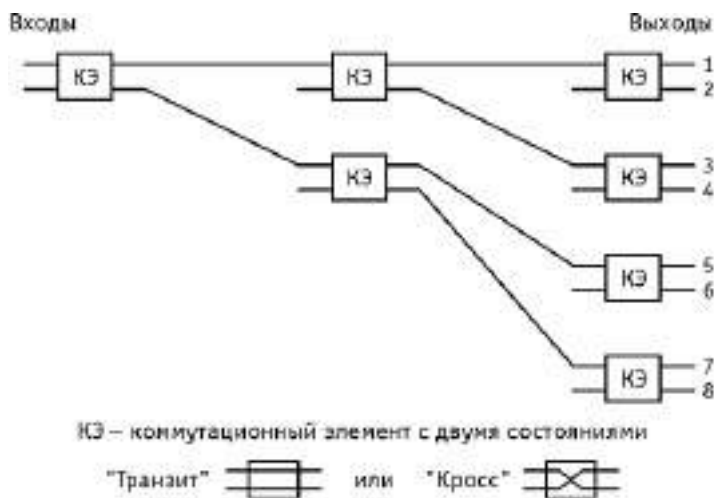 Входы Выходы
КЭ КЭ КЭ 1
2
КЭ КЭ 3
4
КЭ 5
6
КЭ 7
8
КЭ – коммутационный элемент с двумя состояниями
"Транзит" или "Кросс"